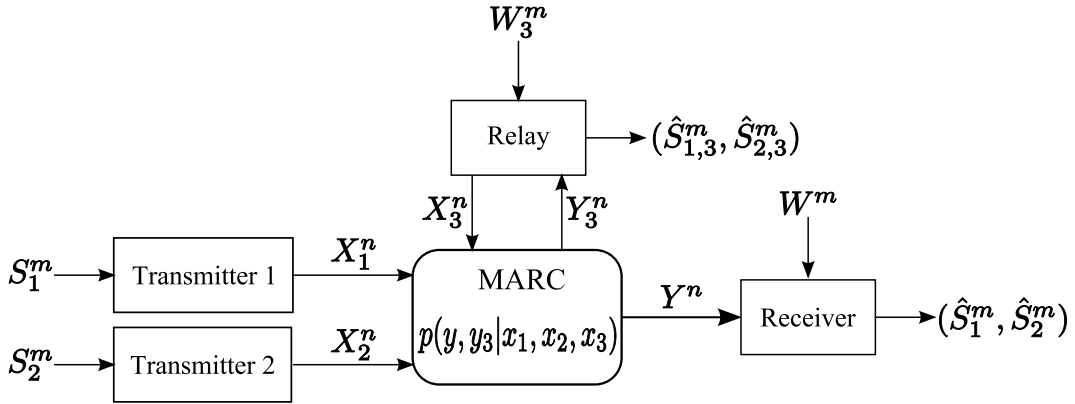 W_3^m
Relay
(Ŝ_{1,3}^m, Ŝ_{2,3}^m)
X_3^n
Y_3^n
W^m
S_1^m
Transmitter 1
X_1^n
MARC
p(y, y_3|x_1, x_2, x_3)
Y^n
Receiver
(Ŝ_1^m, Ŝ_2^m)
S_2^m
Transmitter 2
X_2^n